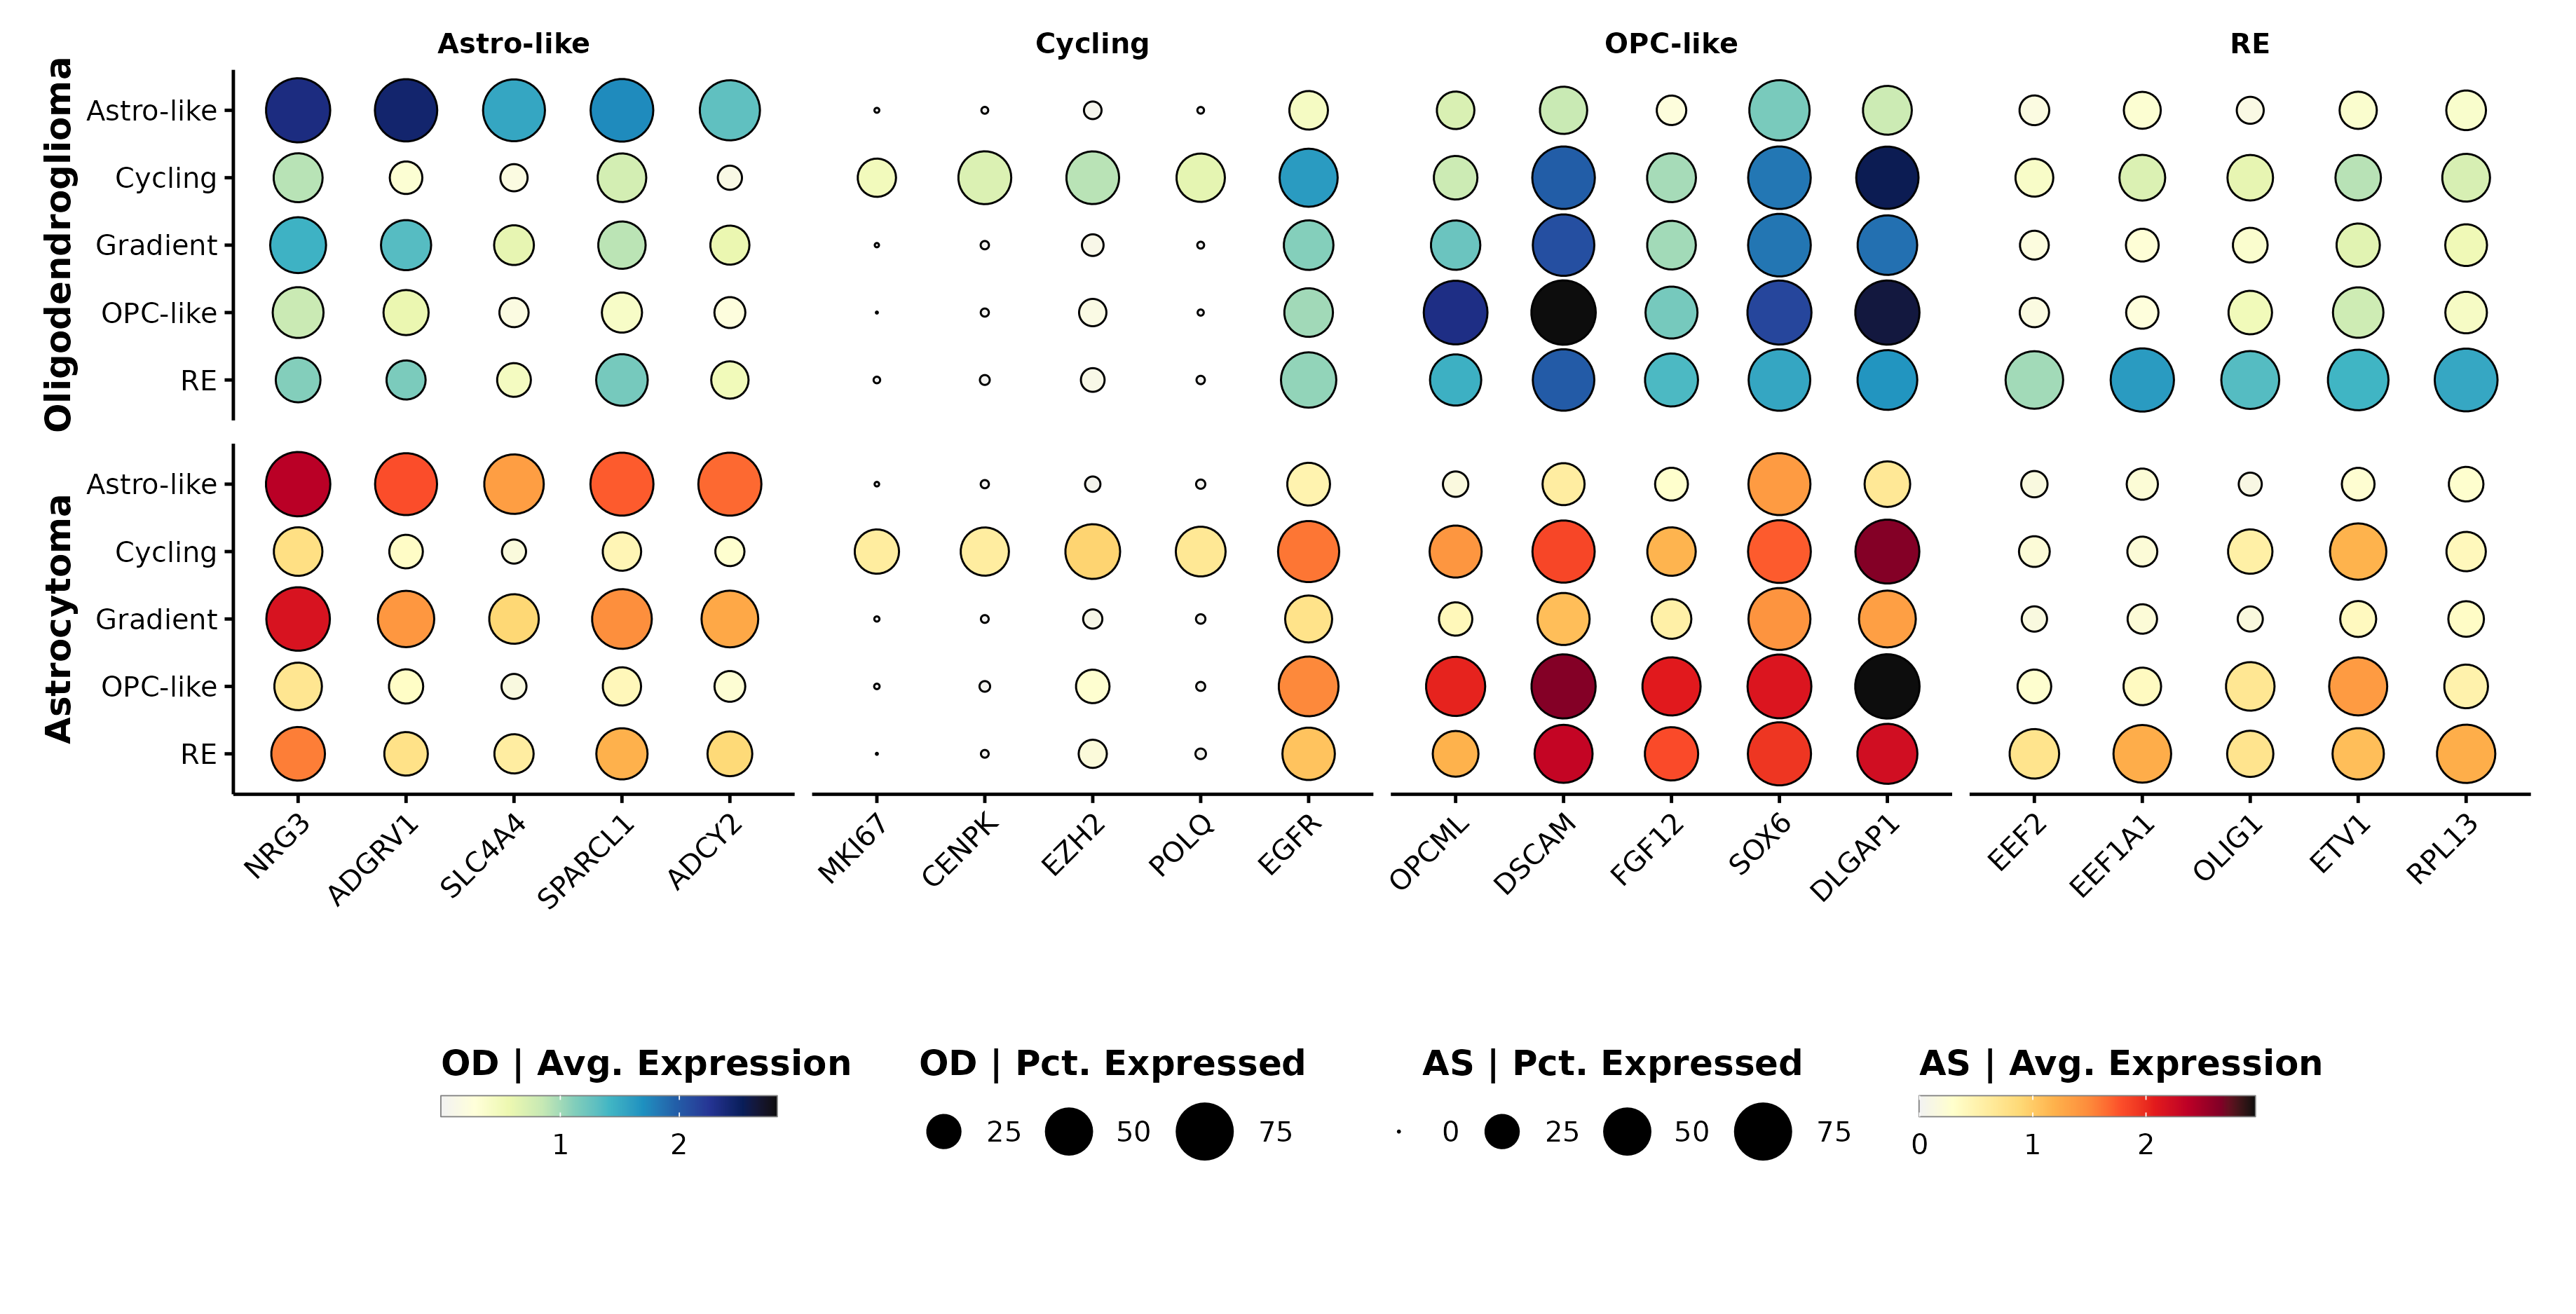 Astro-like Cycling OPC-like RE
Oligodendroglioma
Astro-like
Cycling
Gradient
OPC-like
RE
Astrocytoma
Astro-like
Cycling
Gradient
OPC-like
RE
NRG3 ADGRV1 SLC4A4 SPARCL1 ADCY2 MKI67 CENPK EZH2 POLQ EGFR OPCML DSCAM FGF12 SOX6 DLGAP1 EEF2 EEF1A1 OLIG1 ETV1 RPL13
OD | Avg. Expression
1 2
OD | Pct. Expressed
25 50 75
AS | Pct. Expressed
0 25 50 75
AS | Avg. Expression
0 1 2